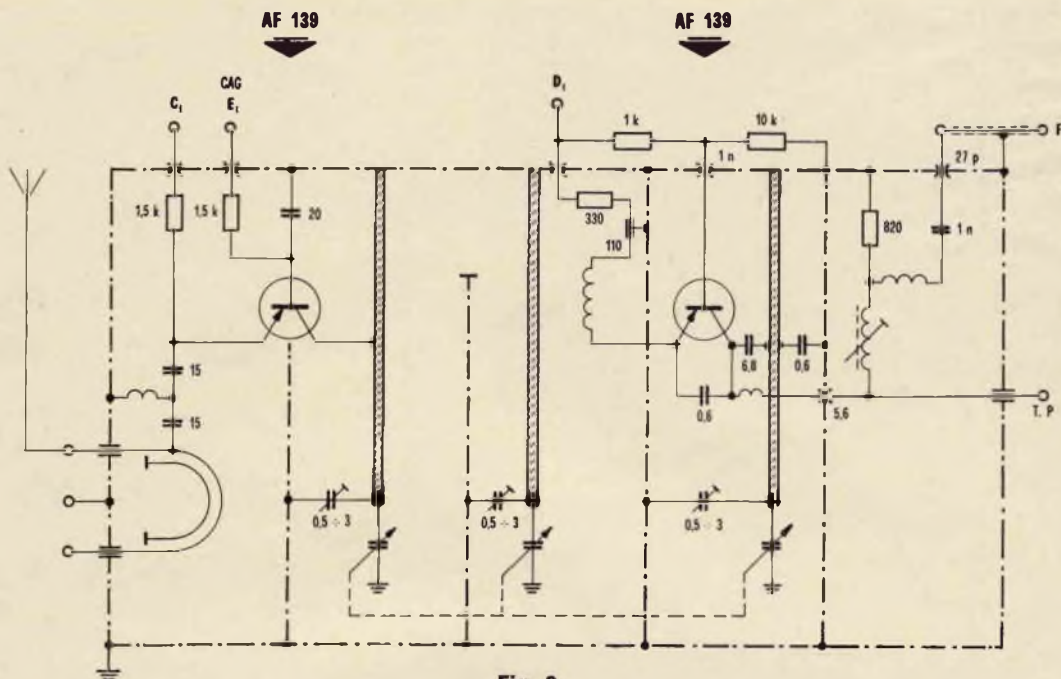 AF 139
AF 139
CAG
C₁
E₁
D₁
1 k
10 k
F
1 n
27 p
1,5 k
1,5 k
20
330
820
1 n
110
15
6,8
0,6
15
0,6
5,6
T. P
0,5 ÷ 3
0,5 ÷ 3
0,5 ÷ 3